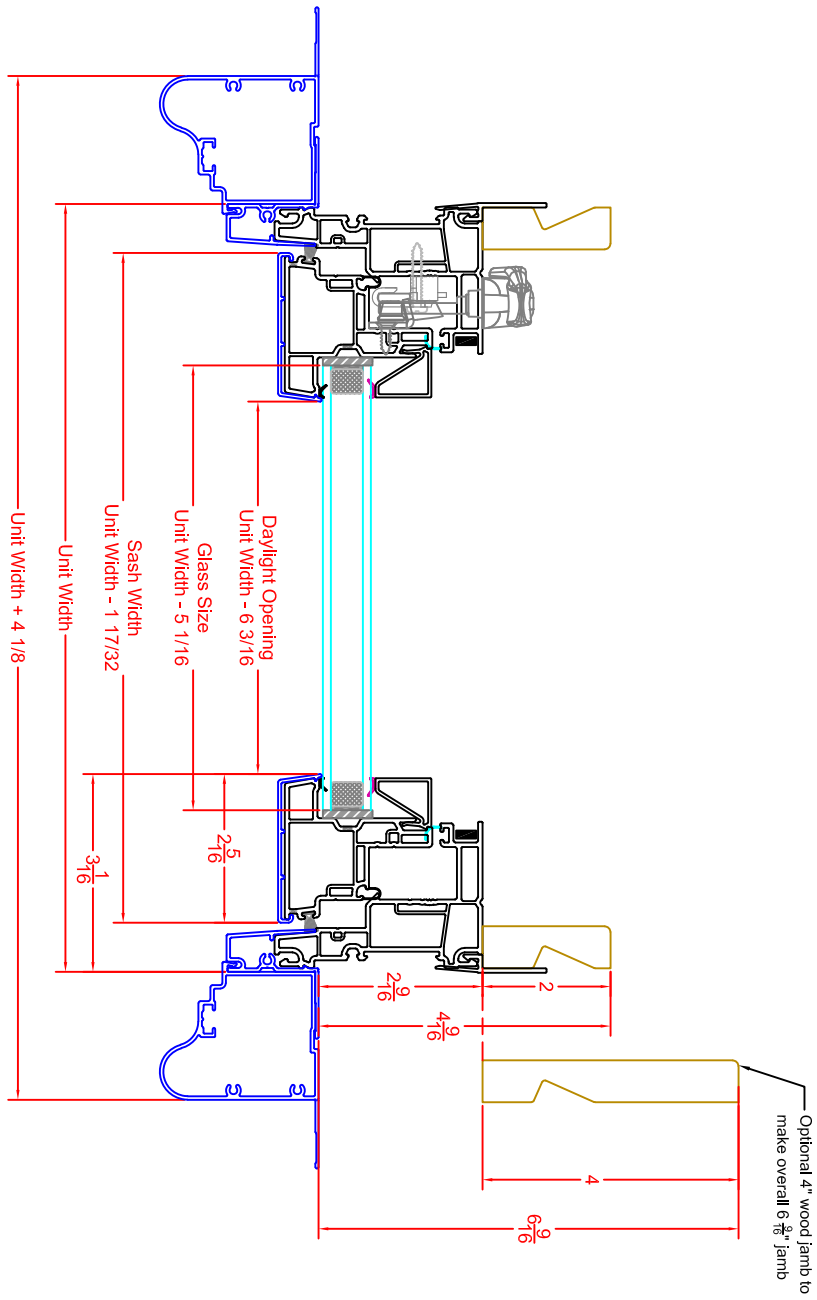 Optional 4" wood jamb to
make overall 6 9/16" jamb
2
4
2 9/16
4 9/16
6 9/16
Daylight Opening
Unit Width - 6 3/16
Glass Size
Unit Width - 5 1/16
2 5/16
Sash Width
Unit Width - 1 17/32
3 1/16
Unit Width
Unit Width + 4 1/8